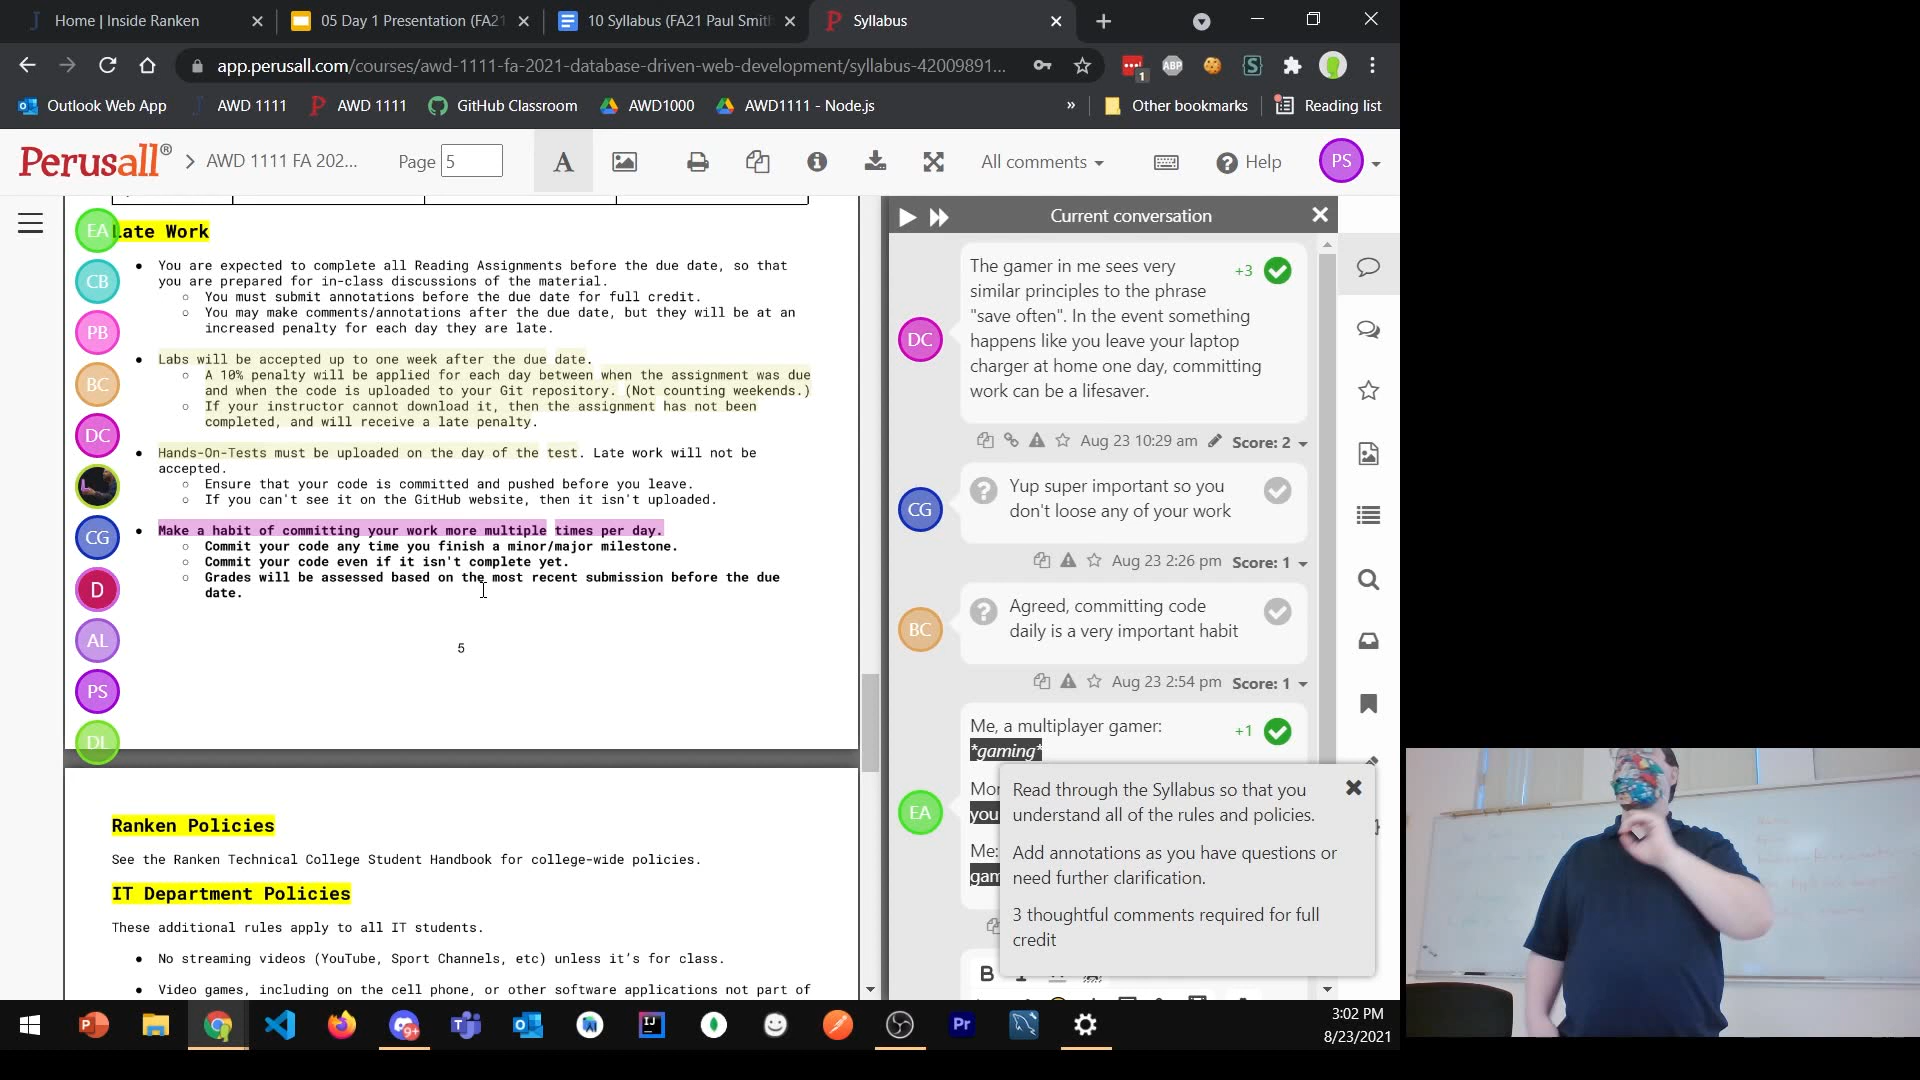 Home | Inside Ranken
05 Day 1 Presentation (FA21
10 Syllabus (FA21 Paul Smith
Syllabus
app.perusall.com/courses/awd-1111-fa-2021-database-driven-web-development/syllabus-42009891...
1
ABP
Outlook Web App
AWD 1111
AWD 1111
GitHub Classroom
AWD1000
AWD1111 - Node.js
»
Other bookmarks
Reading list
Perusall® > AWD 1111 FA 202...
Page 5
A
All comments
Help
PS
EA
CB
PB
BC
DC
CG
D
AL
PS
DL
Late Work
• You are expected to complete all Reading Assignments before the due date, so that
you are prepared for in-class discussions of the material.
○ You must submit annotations before the due date for full credit.
○ You may make comments/annotations after the due date, but they will be at an
increased penalty for each day they are late.
• Labs will be accepted up to one week after the due date.
○ A 10% penalty will be applied for each day between when the assignment was due
and when the code is uploaded to your Git repository. (Not counting weekends.)
○ If your instructor cannot download it, then the assignment has not been
completed, and will receive a late penalty.
• Hands-On-Tests must be uploaded on the day of the test. Late work will not be
accepted.
○ Ensure that your code is committed and pushed before you leave.
○ If you can't see it on the GitHub website, then it isn't uploaded.
• Make a habit of committing your work more multiple times per day.
○ Commit your code any time you finish a minor/major milestone.
○ Commit your code even if it isn't complete yet.
○ Grades will be assessed based on the most recent submission before the due
date.
5
Ranken Policies
See the Ranken Technical College Student Handbook for college-wide policies.
IT Department Policies
These additional rules apply to all IT students.
• No streaming videos (YouTube, Sport Channels, etc) unless it's for class.
• Video games, including on the cell phone, or other software applications not part of
Current conversation
DC
The gamer in me sees very
similar principles to the phrase
"save often". In the event something
happens like you leave your laptop
charger at home one day, committing
work can be a lifesaver.
+3
Aug 23 10:29 am
Score: 2
CG
Yup super important so you
don't loose any of your work
Aug 23 2:26 pm
Score: 1
BC
Agreed, committing code
daily is a very important habit
Aug 23 2:54 pm
Score: 1
EA
Me, a multiplayer gamer:
*gaming*
+1
you
Me:
Read through the Syllabus so that you
understand all of the rules and policies.
Add annotations as you have questions or
need further clarification.
3 thoughtful comments required for full
credit
B
9+
Pr
3:02 PM
8/23/2021